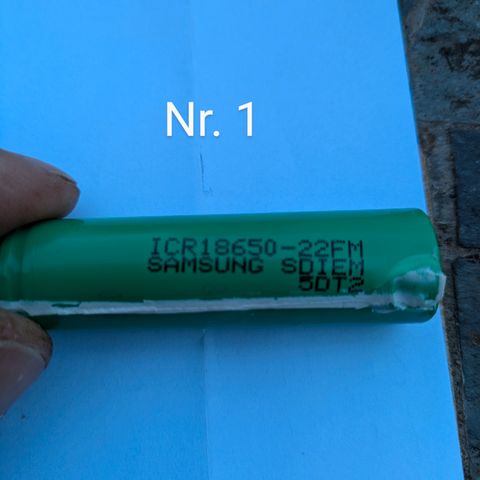 Nr. 1
ICR18650-22FM
SAMSUNG SDIEM
5DT2